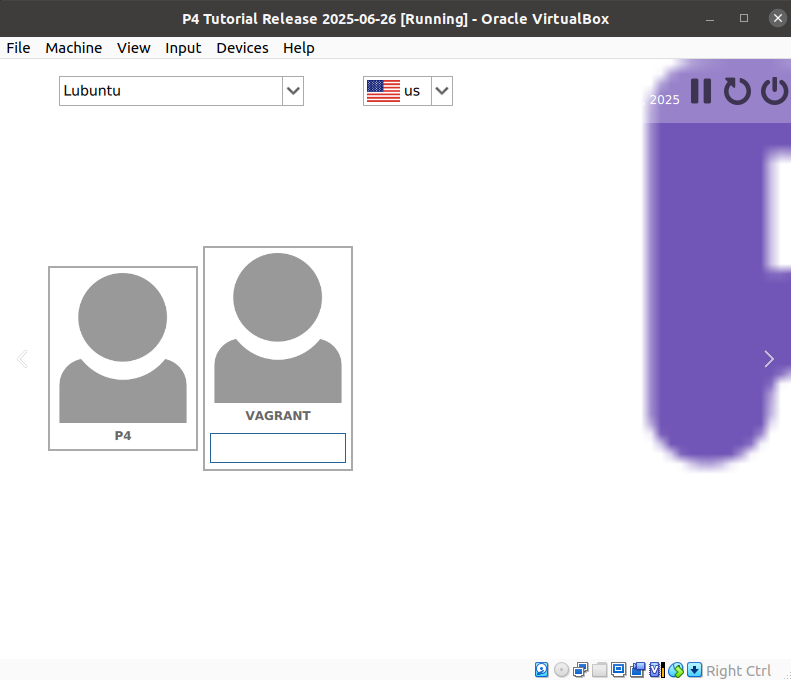 P4 Tutorial Release 2025-06-26 [Running] - Oracle VirtualBox
File Machine View Input Devices Help
Lubuntu
us
, 2025
P4
VAGRANT
Right Ctrl